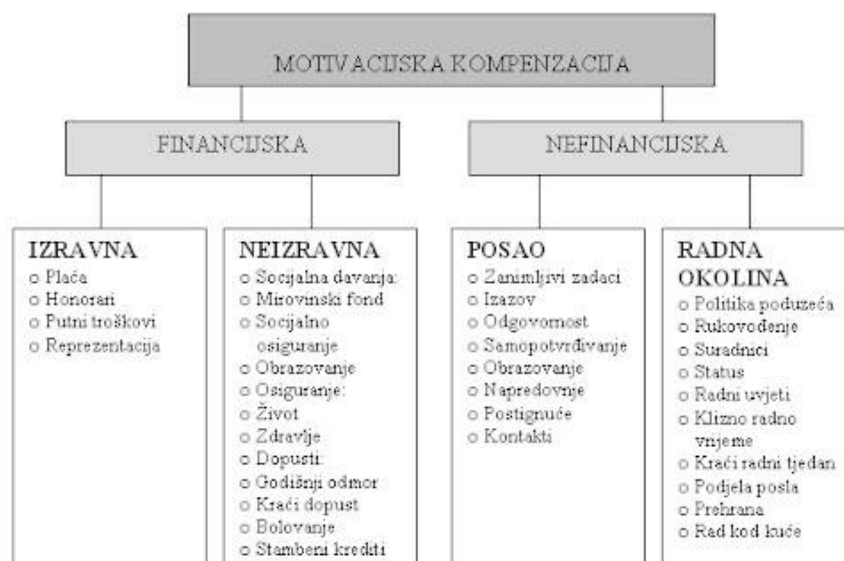 MOTIVACIJSKA KOMPENZACIJA
FINANCIJSKA
NEFINANCIJSKA
IZRAVNA
o Plaća
o Honorari
o Putni troškovi
o Reprezentacija
NEIZRAVNA
o Socijalna davanja:
o Mirovinski fond
o Socijalno
osiguranje
o Obrazovanje
o Osiguranje:
o Život
o Zdravlje
o Dopusti:
o Godišnji odmor
o Kraći dopust
o Bolovanje
o Stambeni krediti
POSAO
o Zanimljivi zadaci
o Izazov
o Odgovornost
o Samopotvrđivanje
o Obrazovanje
o Napredovnje
o Postignuće
o Kontakti
RADNA
OKOLINA
o Politika poduzeća
o Rukovođenje
o Suradnici
o Status
o Radni uvjeti
o Klizno radno
vrijeme
o Kraći radni tjedan
o Podjela posla
o Prehrana
o Rad kod kuće